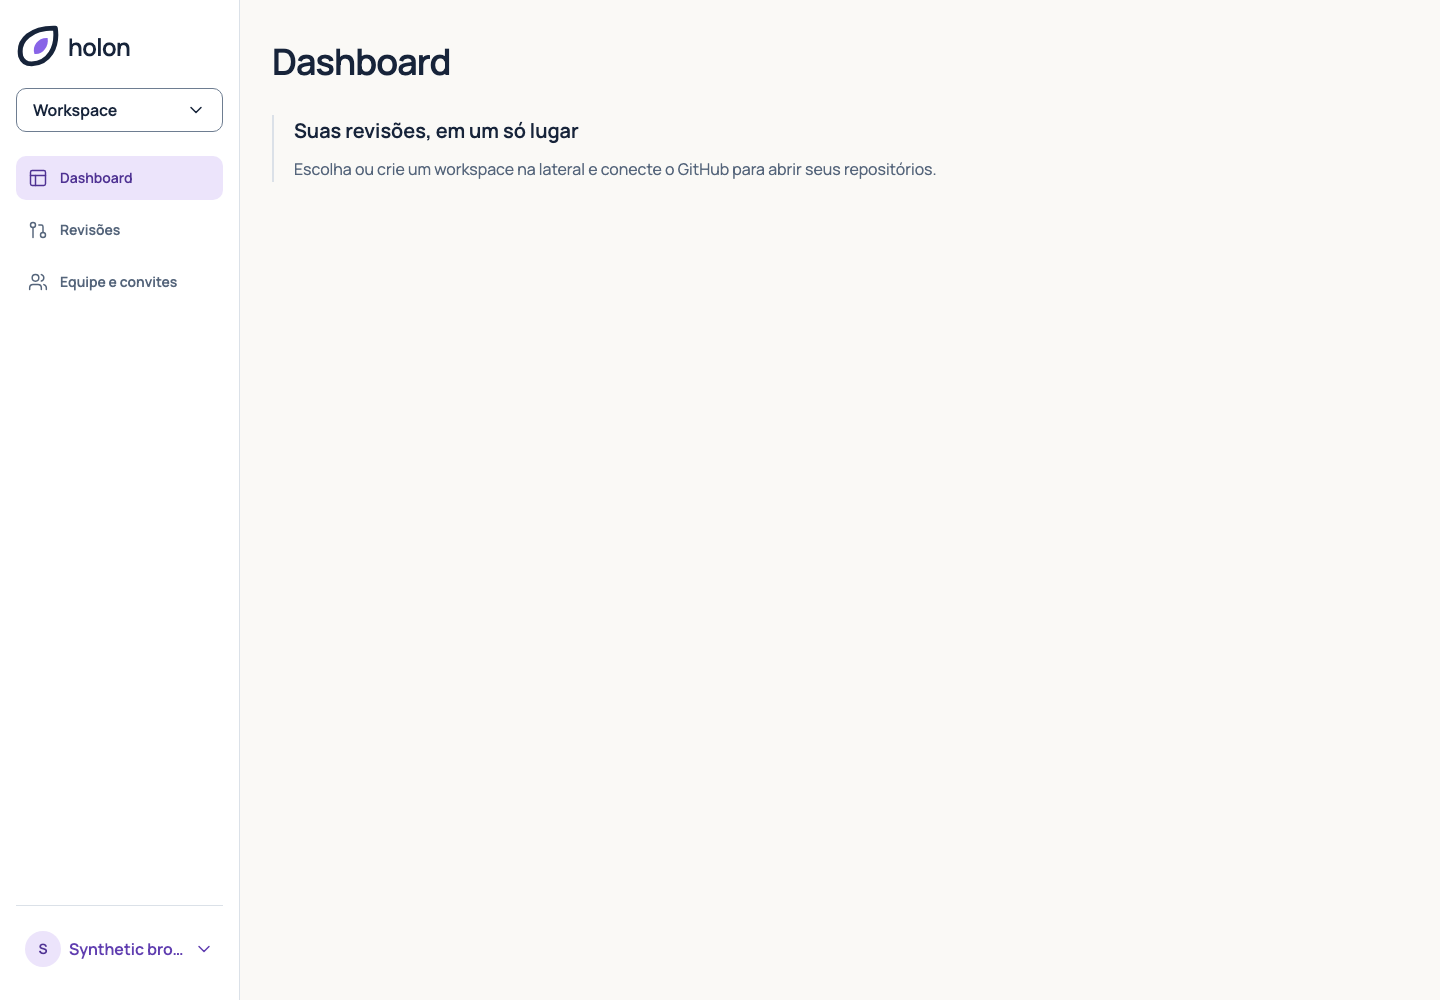 holon
Workspace
Dashboard
Revisões
Equipe e convites
S
Synthetic bro...
Dashboard
Suas revisões, em um só lugar
Escolha ou crie um workspace na lateral e conecte o GitHub para abrir seus repositórios.